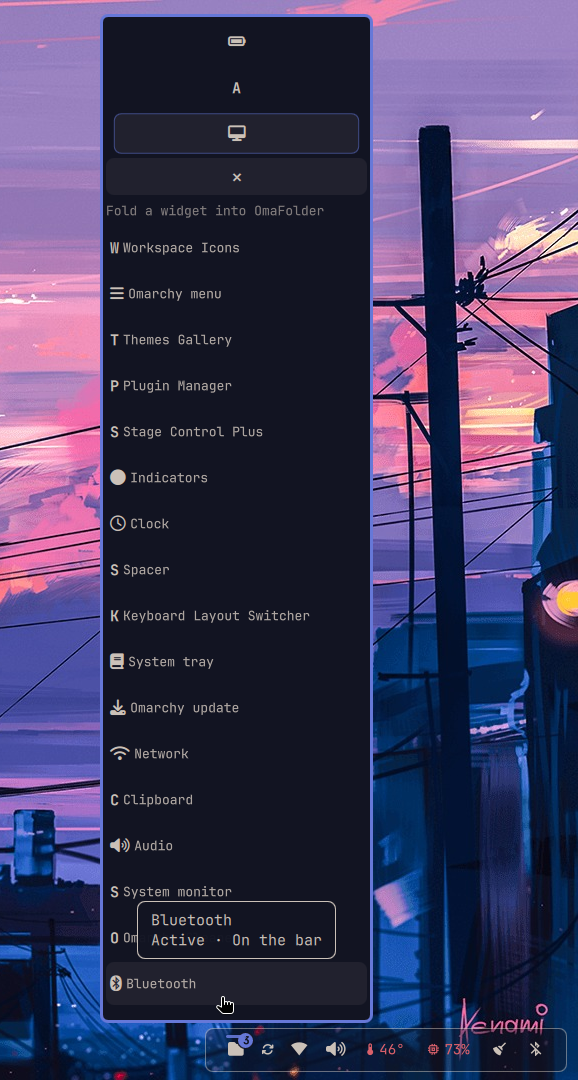 A
Fold a widget into OmaFolder
W Workspace Icons
Omarchy menu
T Themes Gallery
P Plugin Manager
S Stage Control Plus
Indicators
Clock
S Spacer
K Keyboard Layout Switcher
System tray
Omarchy update
Network
C Clipboard
Audio
S System monitor
O Om
Bluetooth
Active · On the bar
Bluetooth
Xenami
3
46°
73%